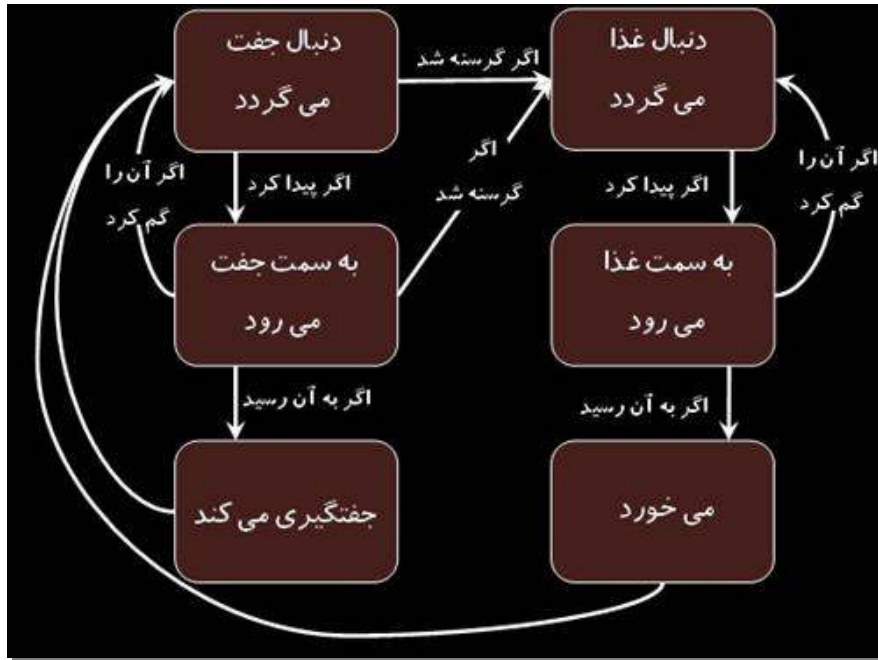 دنبال غذا
می گردد
اگر گرسنه شد
دنبال جفت
می گردد
اگر آن را
گم کرد
اگر پیدا کرد
اگر
گرسنه شد
اگر پیدا کرد
اگر آن را
گم کرد
به سمت غذا
می رود
به سمت جفت
می رود
اگر به آن رسید
اگر به آن رسید
می خورد
جفتگیری می کند